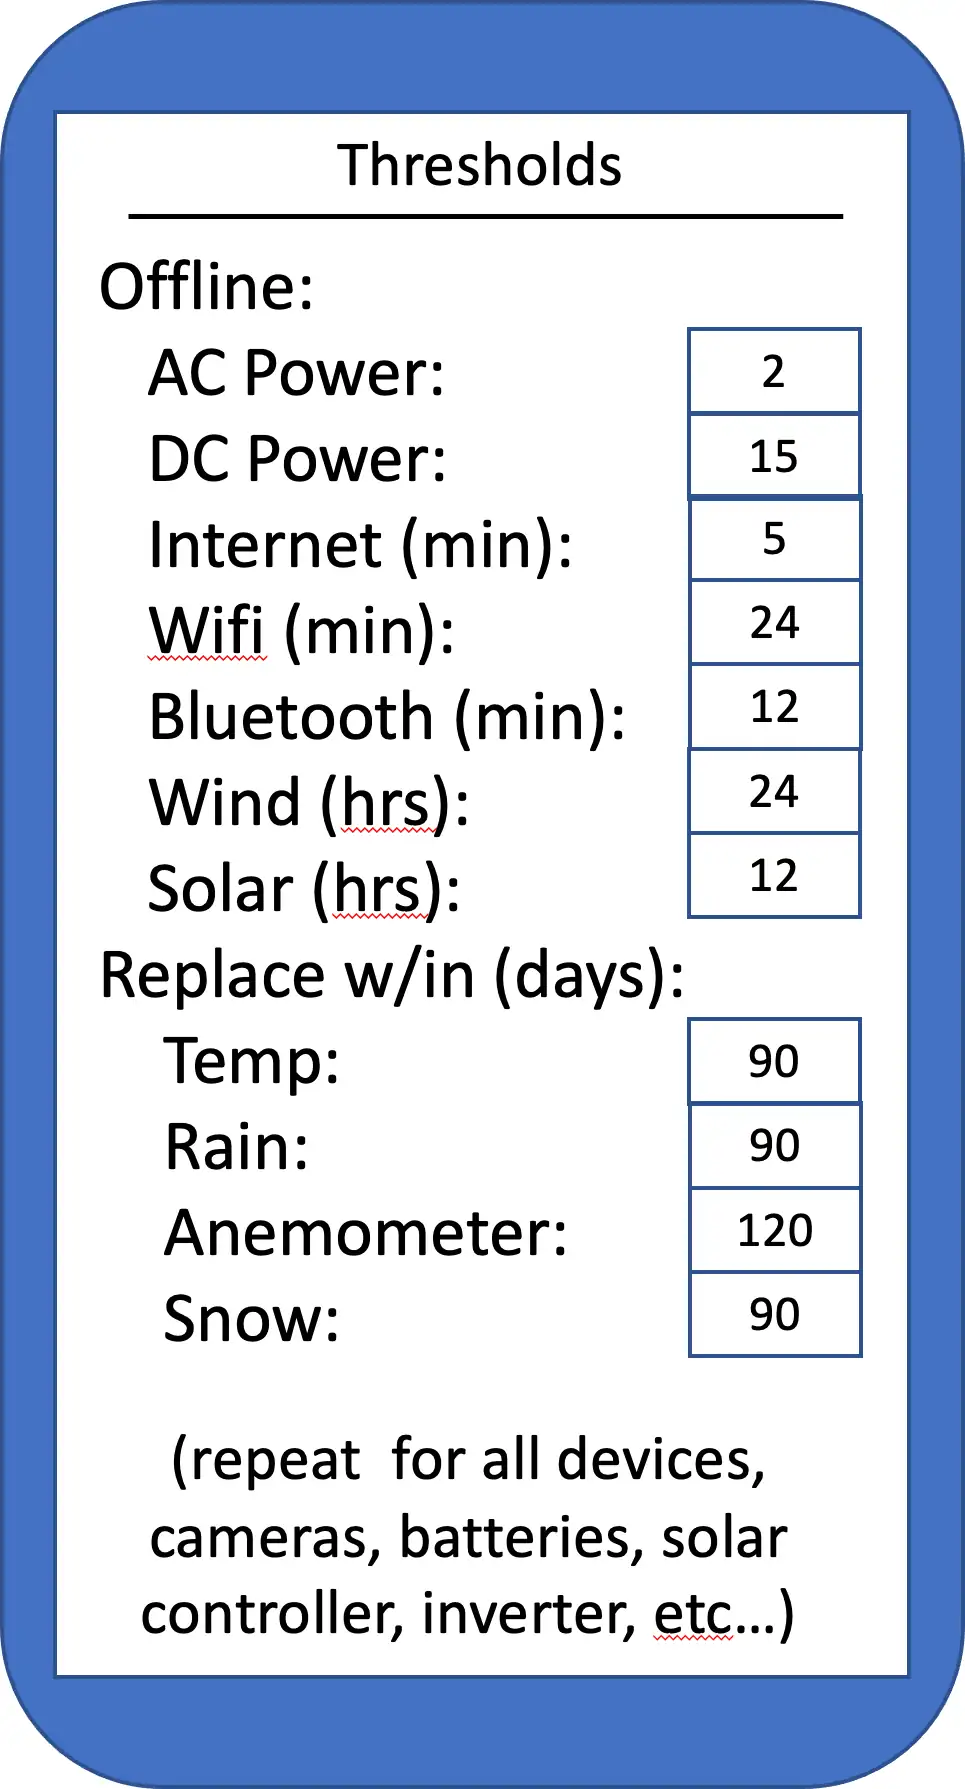 Thresholds
Offline:
AC Power: 2
DC Power: 15
Internet (min): 5
Wifi (min): 24
Bluetooth (min): 12
Wind (hrs): 24
Solar (hrs): 12
Replace w/in (days):
Temp: 90
Rain: 90
Anemometer: 120
Snow: 90
(repeat  for all devices,
cameras, batteries, solar
controller, inverter, etc...)